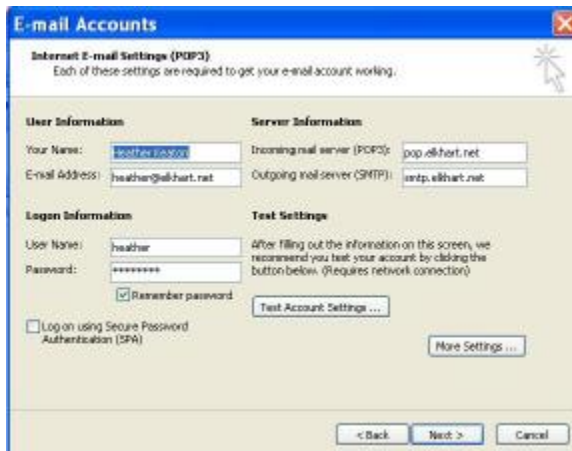 E-mail Accounts
Internet E-mail Settings (POP3)
Each of these settings are required to get your e-mail account working.
User Information
Your Name: Heather Keaton
E-mail Address: heather@elkhart.net
Server Information
Incoming mail server (POP3): pop.elkhart.net
Outgoing mail server (SMTP): smtp.elkhart.net
Logon Information
User Name: heather
Password: ********
Remember password
Log on using Secure Password
Authentication (SPA)
Test Settings
After filling out the information on this screen, we
recommend you test your account by clicking the
button below. (Requires network connection)
Test Account Settings ...
More Settings ...
< Back
Next >
Cancel